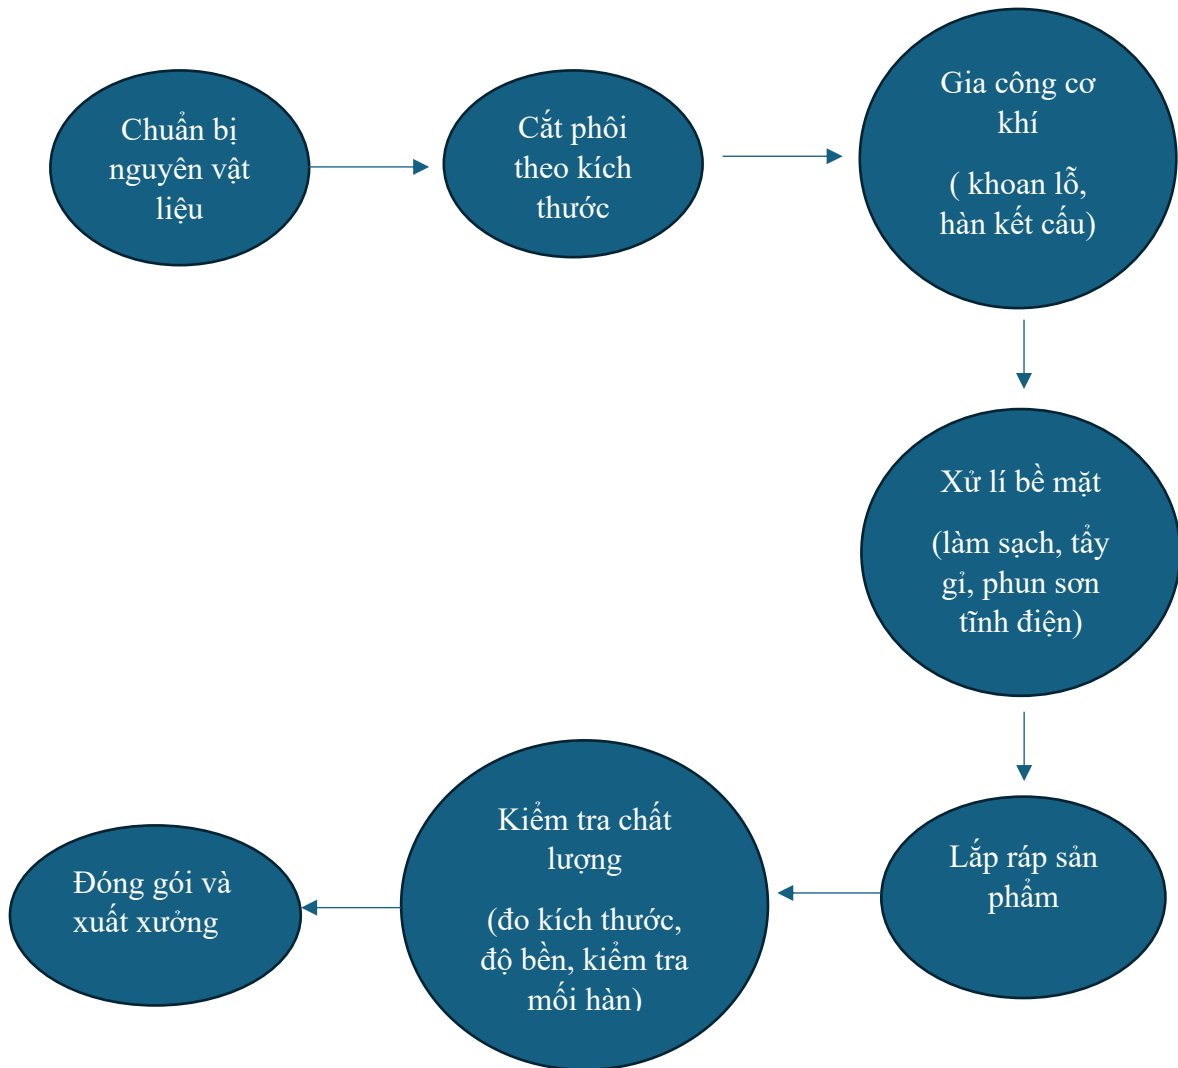 Chuẩn bị
nguyên vật
liệu
Cắt phôi
theo kích
thước
Gia công cơ
khí
( khoan lỗ,
hàn kết cấu)
Xử lí bề mặt
(làm sạch, tẩy
gỉ, phun sơn
tĩnh điện)
Lắp ráp sản
phẩm
Kiểm tra chất
lượng
(đo kích thước,
độ bền, kiểm tra
mối hàn)
Đóng gói và
xuất xưởng